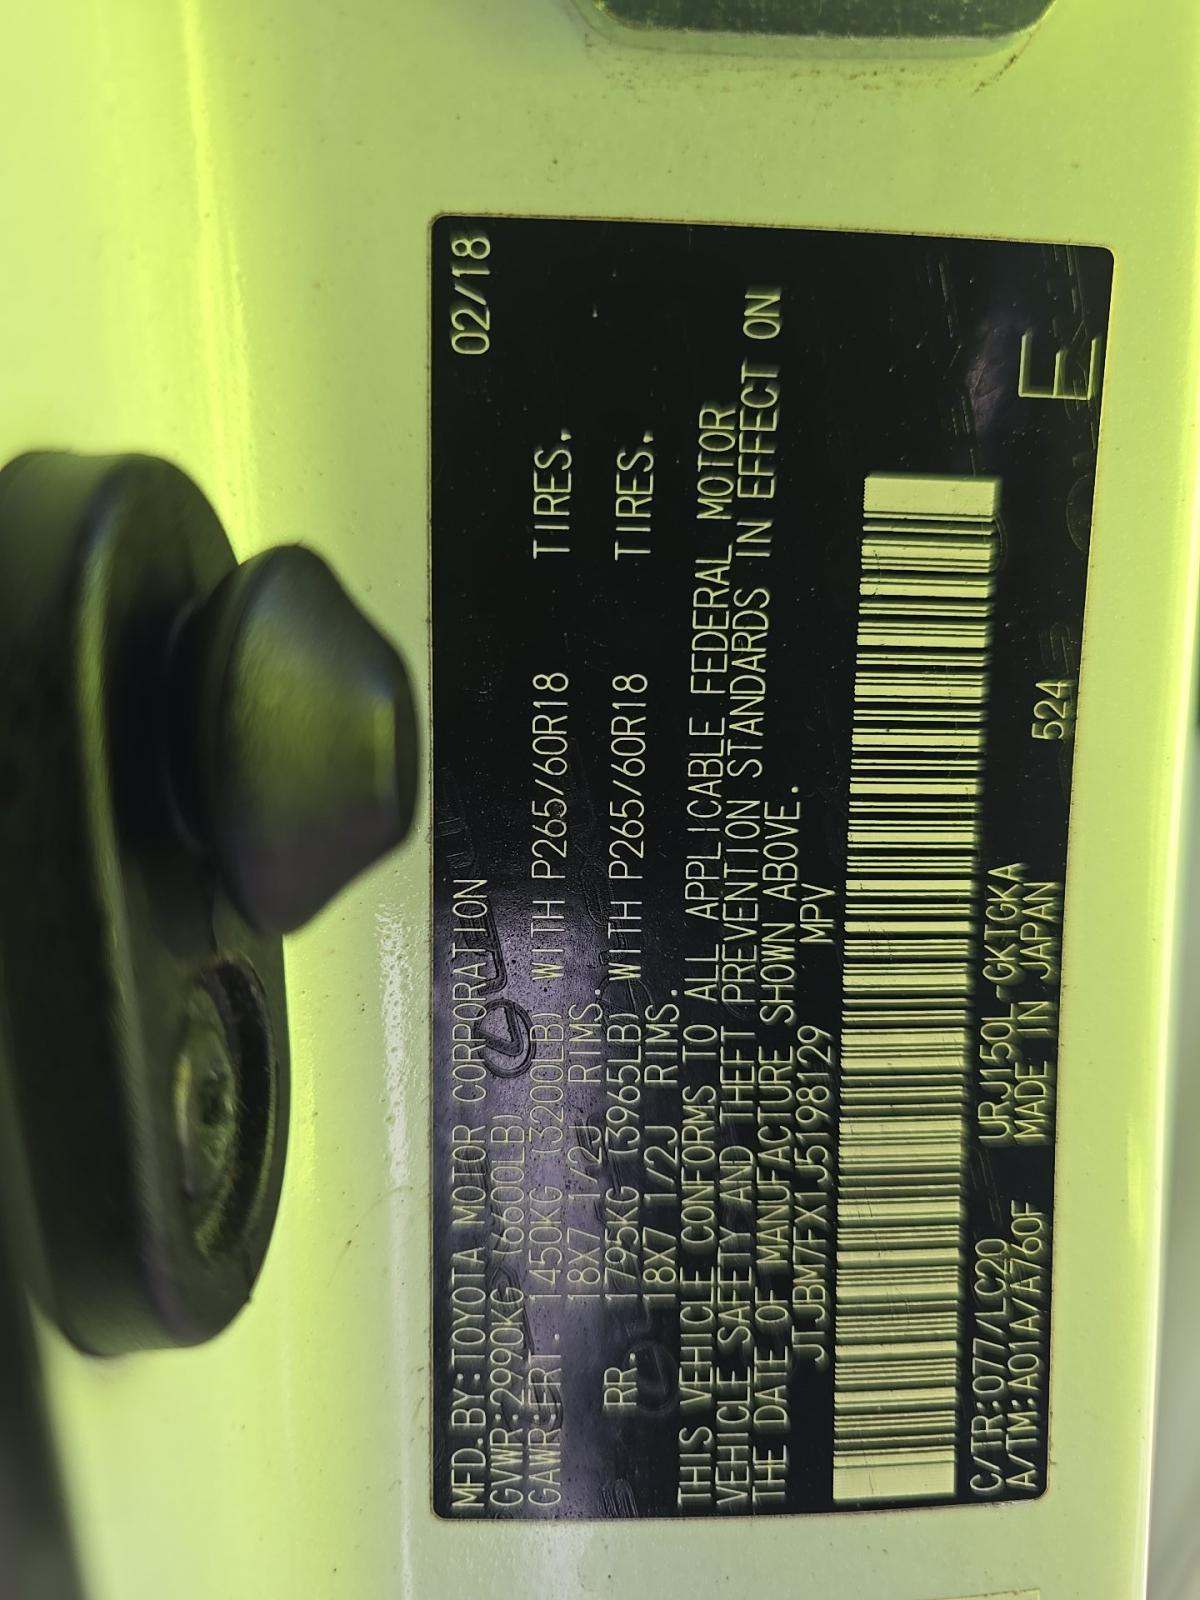 MFD.BY:TOYOTA MOTOR CORPORATION 02/18
GVWR:2990KG (6600LB)
GAWR:FRT. 1450KG (3200LB) WITH P265/60R18 TIRES,
18X7 1/2J RIMS.
RR. 1795KG (3965LB) WITH P265/60R18 TIRES,
18X7 1/2J RIMS.
THIS VEHICLE CONFORMS TO ALL APPLICABLE FEDERAL MOTOR
VEHICLE SAFETY AND THEFT PREVENTION STANDARDS IN EFFECT ON
THE DATE OF MANUFACTURE SHOWN ABOVE.
JTJBM7FX1J5198129 MPV
C/TR:077/LC20 URJ150L-GKTGKA
A/TM:A01A/A760F MADE IN JAPAN 524 E